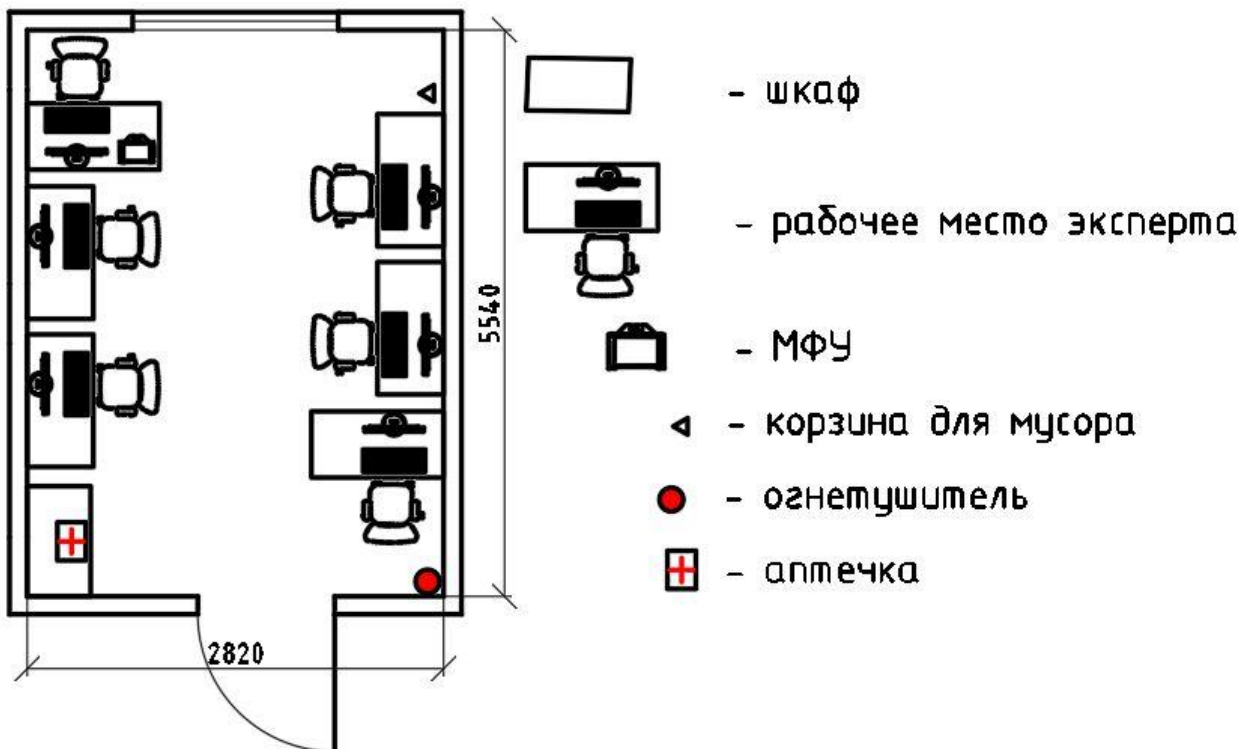 - шкаф
- рабочее место эксперта
5540
- МФУ
- корзина для мусора
- огнетушитель
- аптечка
2820